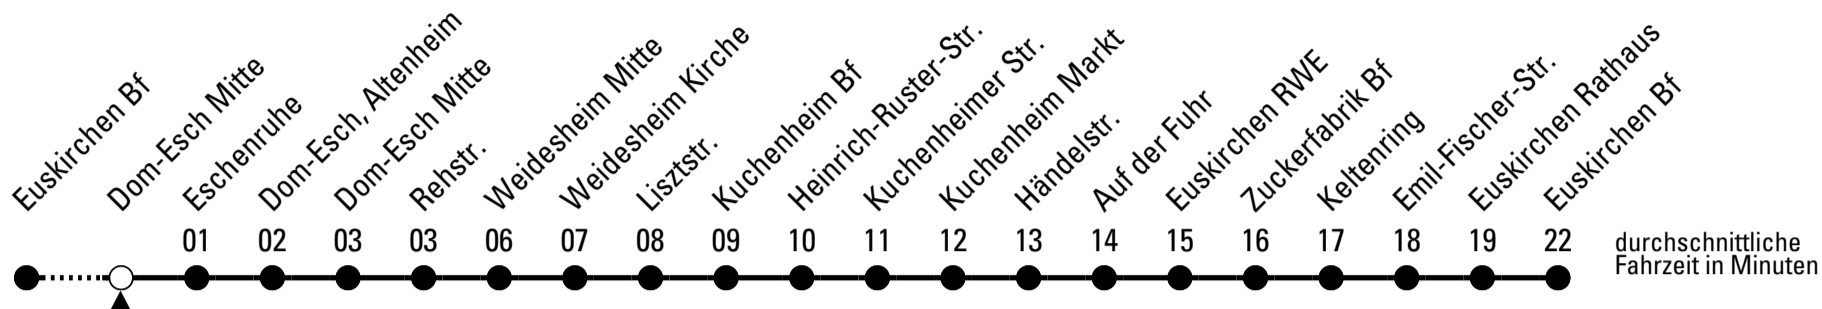 Euskirchen Bf
Dom-Esch Mitte
Eschenruhe
Dom-Esch, Altenheim
Dom-Esch Mitte
Rehstr.
Weidesheim Mitte
Weidesheim Kirche
Lisztstr.
Kuchenheim Bf
Heinrich-Ruster-Str.
Kuchenheimer Str.
Kuchenheim Markt
Händelstr.
Auf der Fuhr
Euskirchen RWE
Zuckerfabrik Bf
Keltenring
Emil-Fischer-Str.
Euskirchen Rathaus
Euskirchen Bf
01 02 03 03 06 07 08 09 10 11 12 13 14 15 16 17 18 19 22
durchschnittliche
Fahrzeit in Minuten